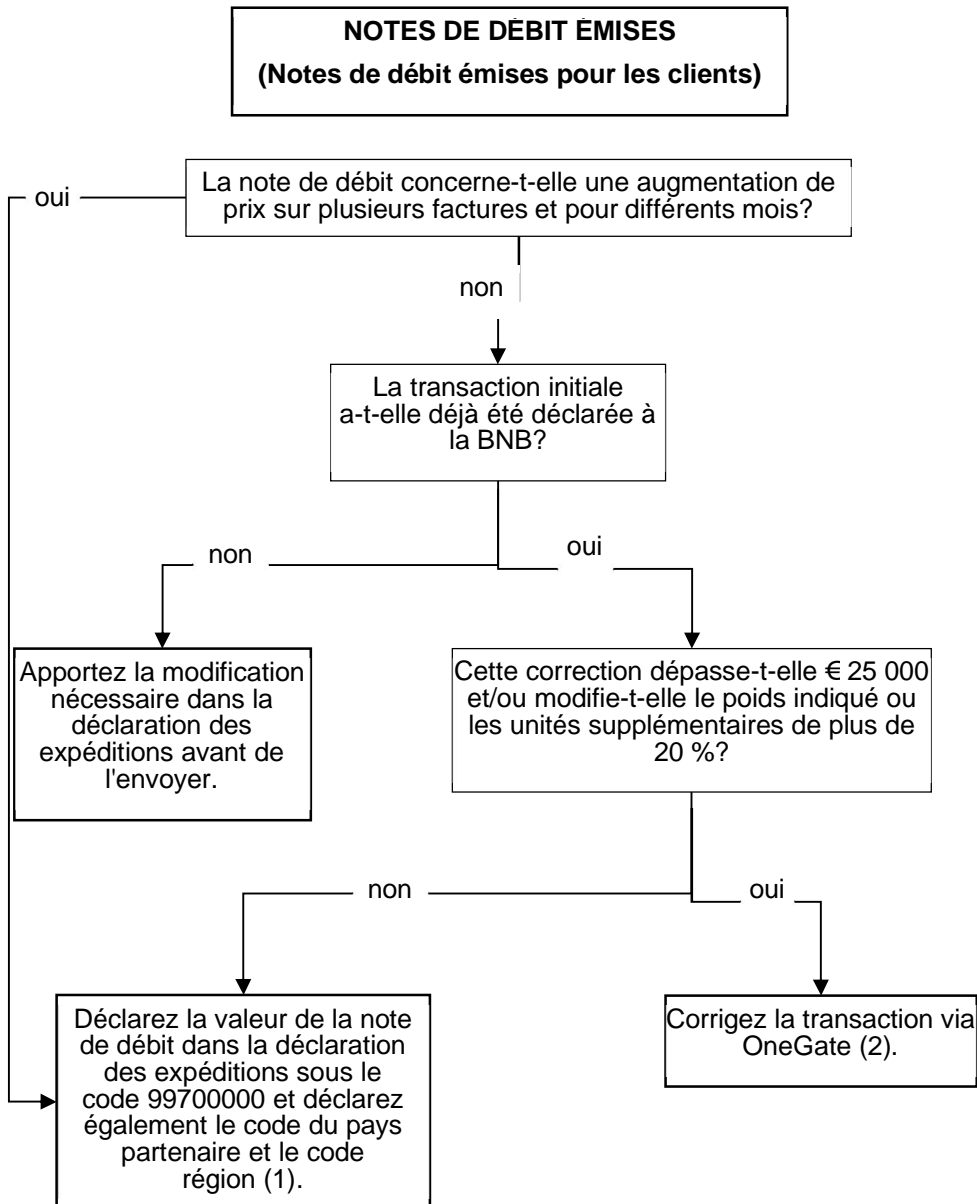 NOTES DE DÉBIT ÉMISES
(Notes de débit émises pour les clients)
oui
La note de débit concerne-t-elle une augmentation de
prix sur plusieurs factures et pour différents mois?
non
La transaction initiale
a-t-elle déjà été déclarée à
la BNB?
non
oui
Apportez la modification
nécessaire dans la
déclaration des
expéditions avant de
l'envoyer.
Cette correction dépasse-t-elle € 25 000
et/ou modifie-t-elle le poids indiqué ou
les unités supplémentaires de plus de
20 %?
non
oui
Déclarez la valeur de la note
de débit dans la déclaration
des expéditions sous le
code 99700000 et déclarez
également le code du pays
partenaire et le code
région (1).
Corrigez la transaction via
OneGate (2).